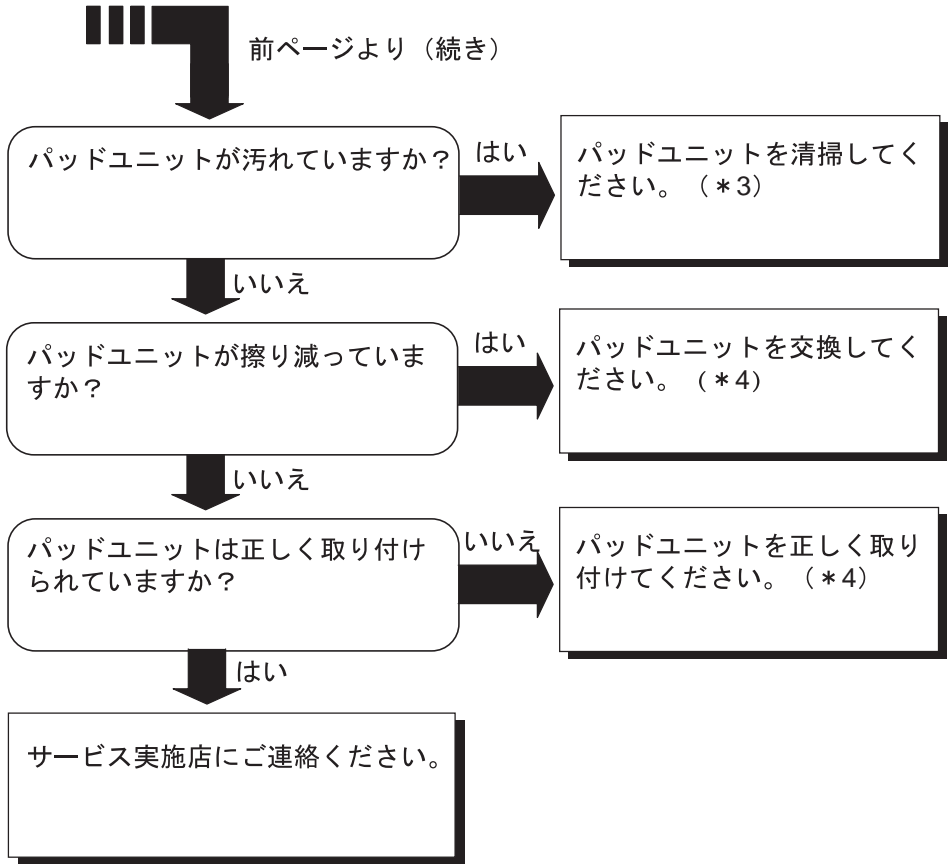 前ページより（続き）
パッドユニットが汚れていますか？
はい
パッドユニットを清掃してく
ださい。（＊3）
いいえ
パッドユニットが擦り減っていま
すか？
はい
パッドユニットを交換してく
ださい。（＊4）
いいえ
パッドユニットは正しく取り付け
られていますか？
いいえ
パッドユニットを正しく取り
付けてください。（＊4）
はい
サービス実施店にご連絡ください。